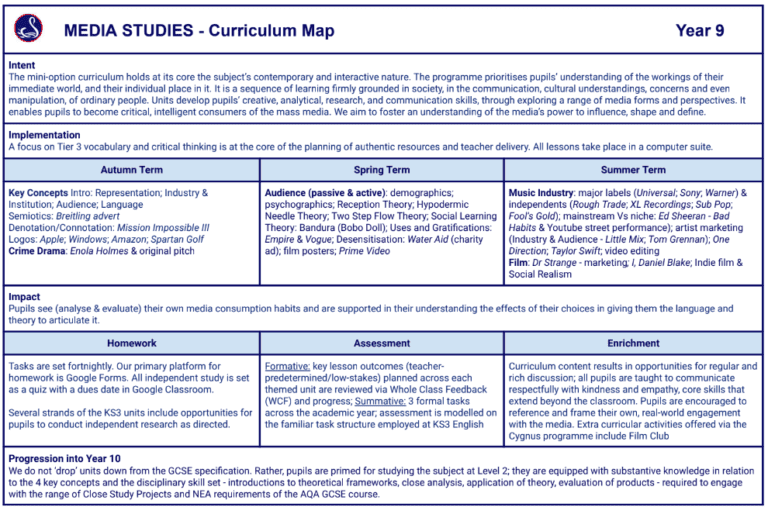 MEDIA STUDIES - Curriculum Map
Year 9
Intent
The mini-option curriculum holds at its core the subject's contemporary and interactive nature. The programme prioritises pupils' understanding of the workings of their
immediate world, and their individual place in it. It is a sequence of learning firmly grounded in society, in the communication, cultural understandings, concerns and even
manipulation, of ordinary people. Units develop pupils' creative, analytical, research, and communication skills, through exploring a range of media forms and perspectives. It
enables pupils to become critical, intelligent consumers of the mass media. We aim to foster an understanding of the media's power to influence, shape and define.
Implementation
A focus on Tier 3 vocabulary and critical thinking is at the core of the planning of authentic resources and teacher delivery. All lessons take place in a computer suite.
Autumn Term
Key Concepts Intro: Representation; Industry &
Institution; Audience; Language
Semiotics: Breitling advert
Denotation/Connotation: Mission Impossible III
Logos: Apple; Windows; Amazon; Spartan Golf
Crime Drama: Enola Holmes & original pitch
Spring Term
Audience (passive & active): demographics;
psychographics; Reception Theory; Hypodermic
Needle Theory; Two Step Flow Theory; Social Learning
Theory: Bandura (Bobo Doll); Uses and Gratifications:
Empire & Vogue; Desensitisation: Water Aid (charity
ad); film posters; Prime Video
Summer Term
Music Industry: major labels (Universal; Sony; Warner) &
independents (Rough Trade; XL Recordings; Sub Pop;
Fool's Gold); mainstream Vs niche: Ed Sheeran - Bad
Habits & Youtube street performance); artist marketing
(Industry & Audience - Little Mix; Tom Grennan); One
Direction; Taylor Swift; video editing
Film: Dr Strange - marketing; I, Daniel Blake; Indie film &
Social Realism
Impact
Pupils see (analyse & evaluate) their own media consumption habits and are supported in their understanding the effects of their choices in giving them the language and
theory to articulate it.
Homework
Tasks are set fortnightly. Our primary platform for
homework is Google Forms. All independent study is set
as a quiz with a dues date in Google Classroom.
Several strands of the KS3 units include opportunities for
pupils to conduct independent research as directed.
Assessment
Formative: key lesson outcomes (teacher-
predetermined/low-stakes) planned across each
themed unit are reviewed via Whole Class Feedback
(WCF) and progress; Summative: 3 formal tasks
across the academic year; assessment is modelled on
the familiar task structure employed at KS3 English
Enrichment
Curriculum content results in opportunities for regular and
rich discussion; all pupils are taught to communicate
respectfully with kindness and empathy, core skills that
extend beyond the classroom. Pupils are encouraged to
reference and frame their own, real-world engagement
with the media. Extra curricular activities offered via the
Cygnus programme include Film Club
Progression into Year 10
We do not 'drop' units down from the GCSE specification. Rather, pupils are primed for studying the subject at Level 2; they are equipped with substantive knowledge in relation
to the 4 key concepts and the disciplinary skill set - introductions to theoretical frameworks, close analysis, application of theory, evaluation of products - required to engage
with the range of Close Study Projects and NEA requirements of the AQA GCSE course.